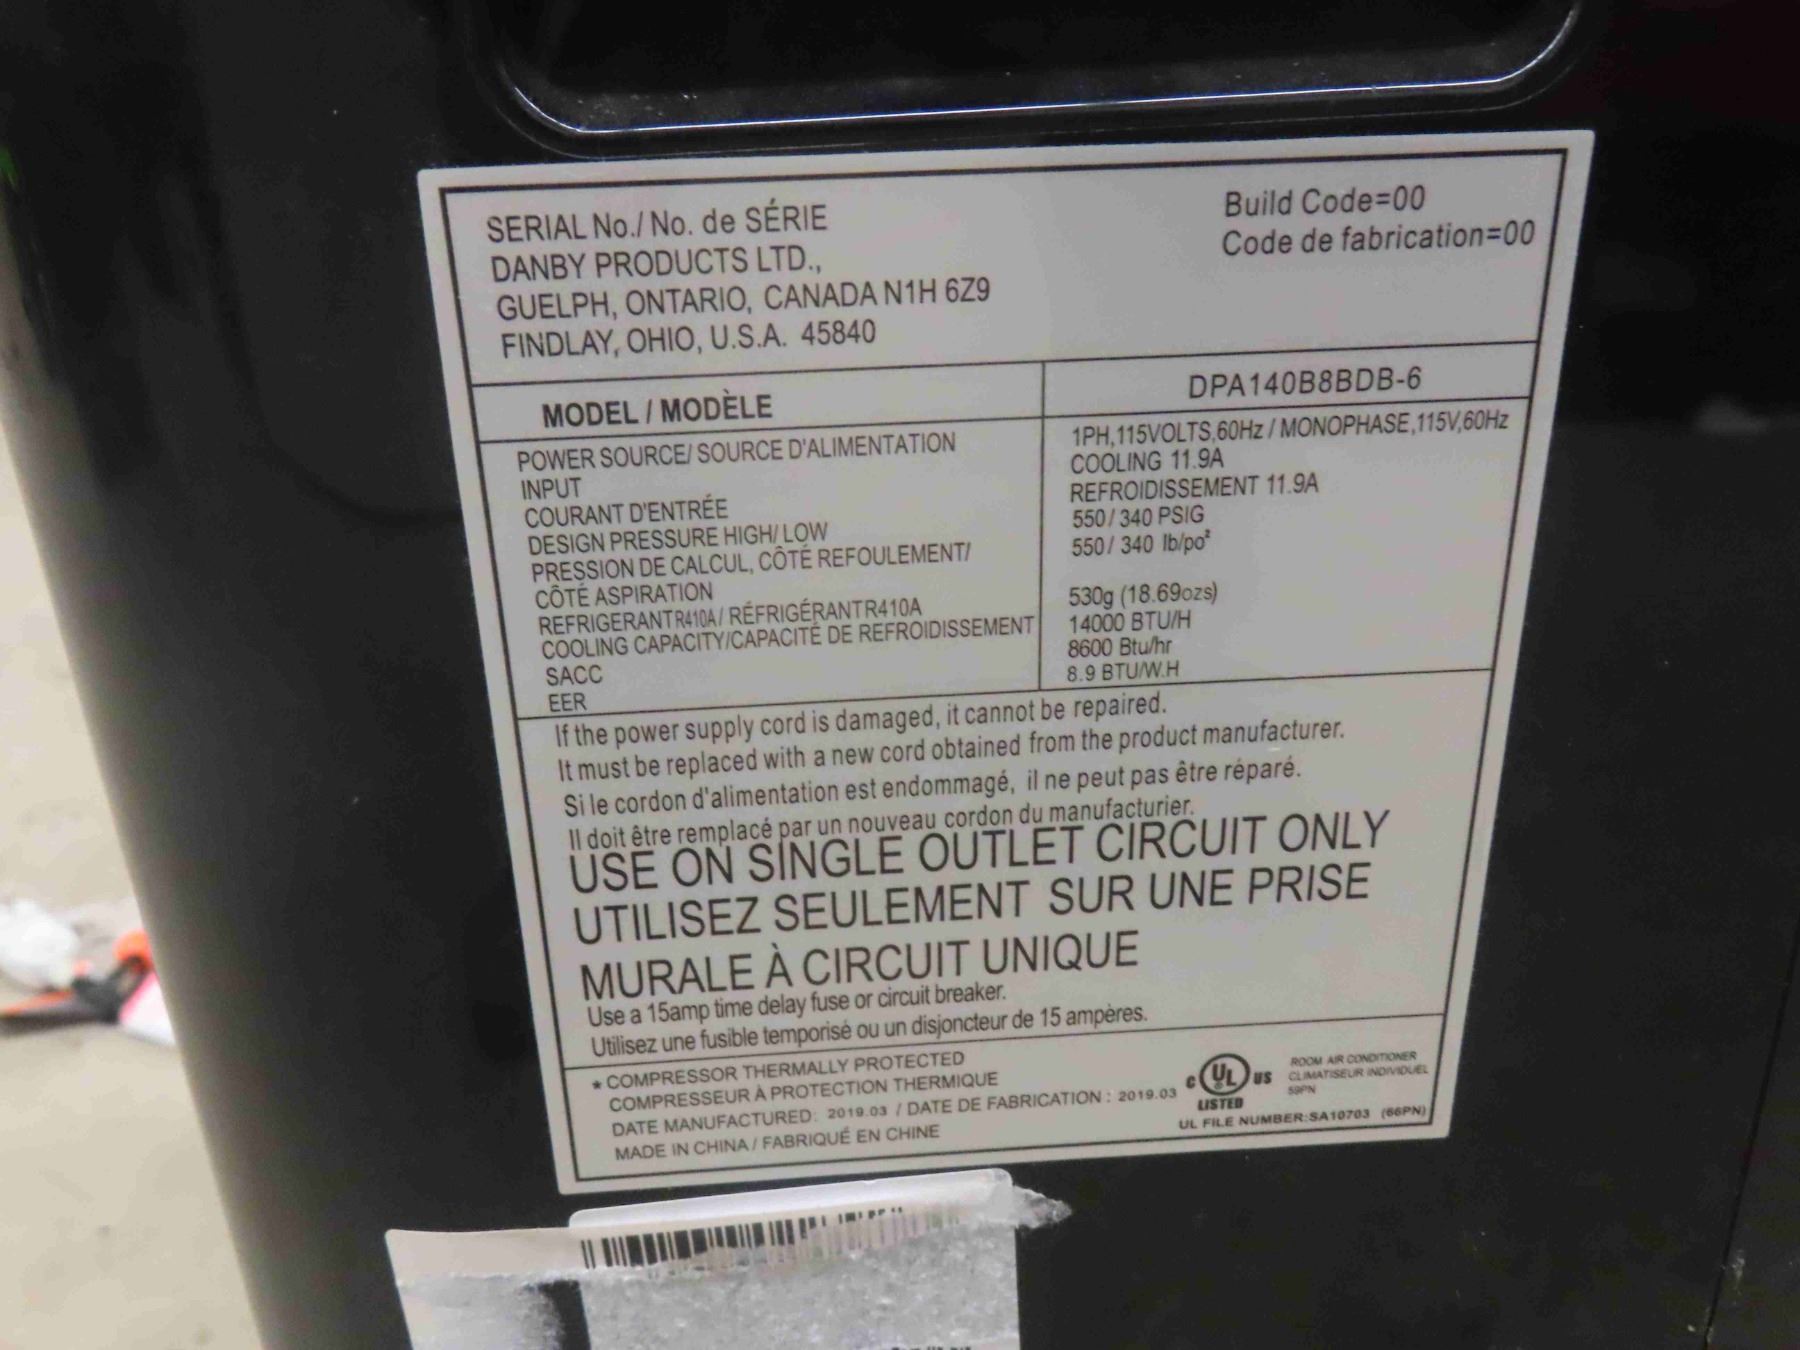 SERIAL No./ No. de SÉRIE
Build Code=00
DANBY PRODUCTS LTD.,
Code de fabrication=00
GUELPH, ONTARIO, CANADA N1H 6Z9
FINDLAY, OHIO, U.S.A. 45840
MODEL / MODÈLE
DPA140B8BDB-6
POWER SOURCE/ SOURCE D'ALIMENTATION
1PH,115VOLTS,60Hz / MONOPHASE,115V,60Hz
INPUT
COOLING 11.9A
COURANT D'ENTRÉE
REFROIDISSEMENT 11.9A
DESIGN PRESSURE HIGH/ LOW
550/ 340 PSIG
PRESSION DE CALCUL, CÔTÉ REFOULEMENT/
550/ 340 lb/po²
CÔTÉ ASPIRATION
REFRIGERANT R410A/ RÉFRIGÉRANT R410A
530g (18.69ozs)
COOLING CAPACITY/CAPACITÉ DE REFROIDISSEMENT
14000 BTU/H
SACC
8600 Btu/hr
EER
8.9 BTU/W.H
If the power supply cord is damaged, it cannot be repaired.
It must be replaced with a new cord obtained from the product manufacturer.
Si le cordon d'alimentation est endommagé, il ne peut pas être réparé.
Il doit être remplacé par un nouveau cordon du manufacturier.
USE ON SINGLE OUTLET CIRCUIT ONLY
UTILISEZ SEULEMENT SUR UNE PRISE
MURALE À CIRCUIT UNIQUE
Use a 15amp time delay fuse or circuit breaker.
Utilisez une fusible temporisé ou un disjoncteur de 15 ampères.
* COMPRESSOR THERMALLY PROTECTED
COMPRESSEUR À PROTECTION THERMIQUE
DATE MANUFACTURED: 2019.03 / DATE DE FABRICATION : 2019.03
MADE IN CHINA / FABRIQUÉ EN CHINE
C UL ® US
LISTED
ROOM AIR CONDITIONER
CLIMATISEUR INDIVIDUEL
59PN
UL FILE NUMBER:SA10703 (66PN)